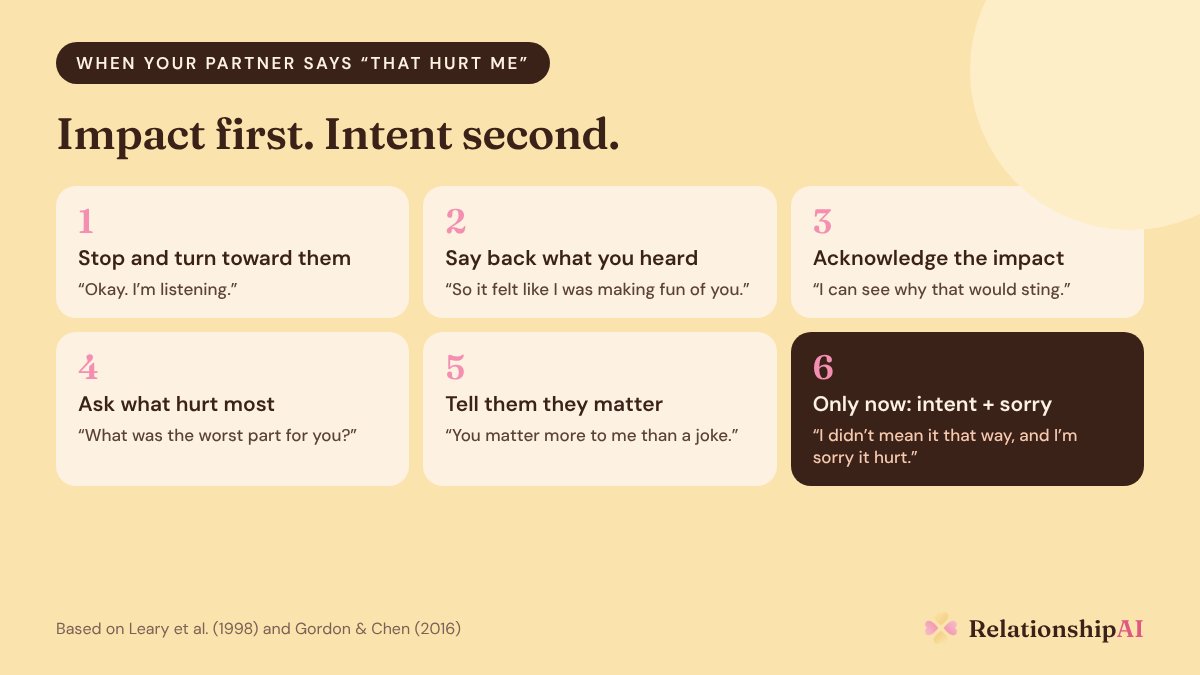 WHEN YOUR PARTNER SAYS “THAT HURT ME”
Impact first. Intent second.
1
Stop and turn toward them
“Okay. I’m listening.”
2
Say back what you heard
“So it felt like I was making fun of you.”
3
Acknowledge the impact
“I can see why that would sting.”
4
Ask what hurt most
“What was the worst part for you?”
5
Tell them they matter
“You matter more to me than a joke.”
6
Only now: intent + sorry
“I didn’t mean it that way, and I’m
sorry it hurt.”
Based on Leary et al. (1998) and Gordon & Chen (2016)
RelationshipAI